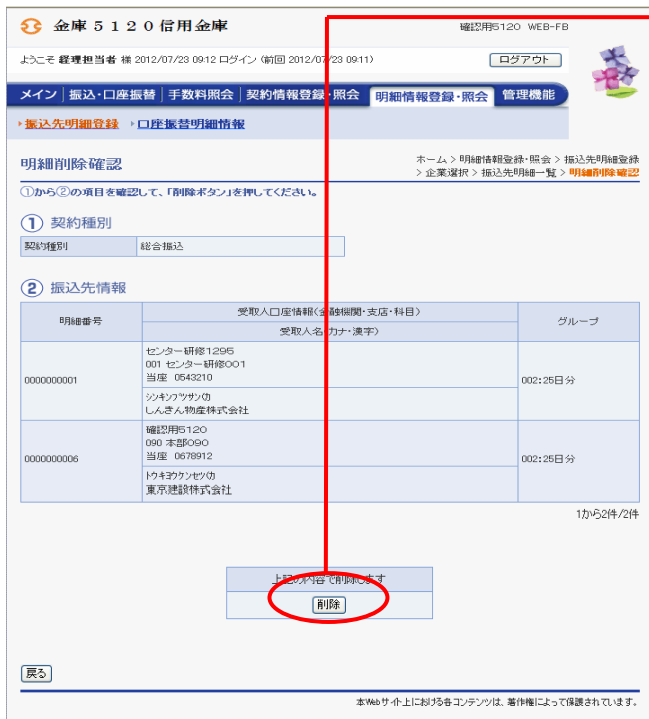 金庫5120信用金庫
確認用5120 WEB-FB
ようこそ 経理担当者 様 2012/07/23 09:12 ログイン (前回 2012/07/23 09:11)
ログアウト
メイン 振込・口座振替 手数料照会 契約情報登録・照会 明細情報登録・照会 管理機能
振込先明細登録 口座振替明細情報
明細削除確認
ホーム > 明細情報登録・照会 > 振込先明細登録
> 企業選択 > 振込先明細一覧 > 明細削除確認
①から②の項目を確認して、「削除ボタン」を押してください。
① 契約種別
契約種別 総合振込
② 振込先情報
明細番号
受取人口座情報(金融機関・支店・科目)
グループ
受取人名(カナ・漢字)
0000000001
センター研修1295
001 センター研修001
当座 0543210
シンキンブツサン(カ
しんきん物産株式会社
002:25日分
0000000006
確認用5120
090 本部090
当座 0678912
トウキヨウケンセツ(カ
東京建設株式会社
002:25日分
1から2件/2件
上記の内容で削除します
削除
戻る
本Webサイト上における各コンテンツは、著作権によって保護されています。